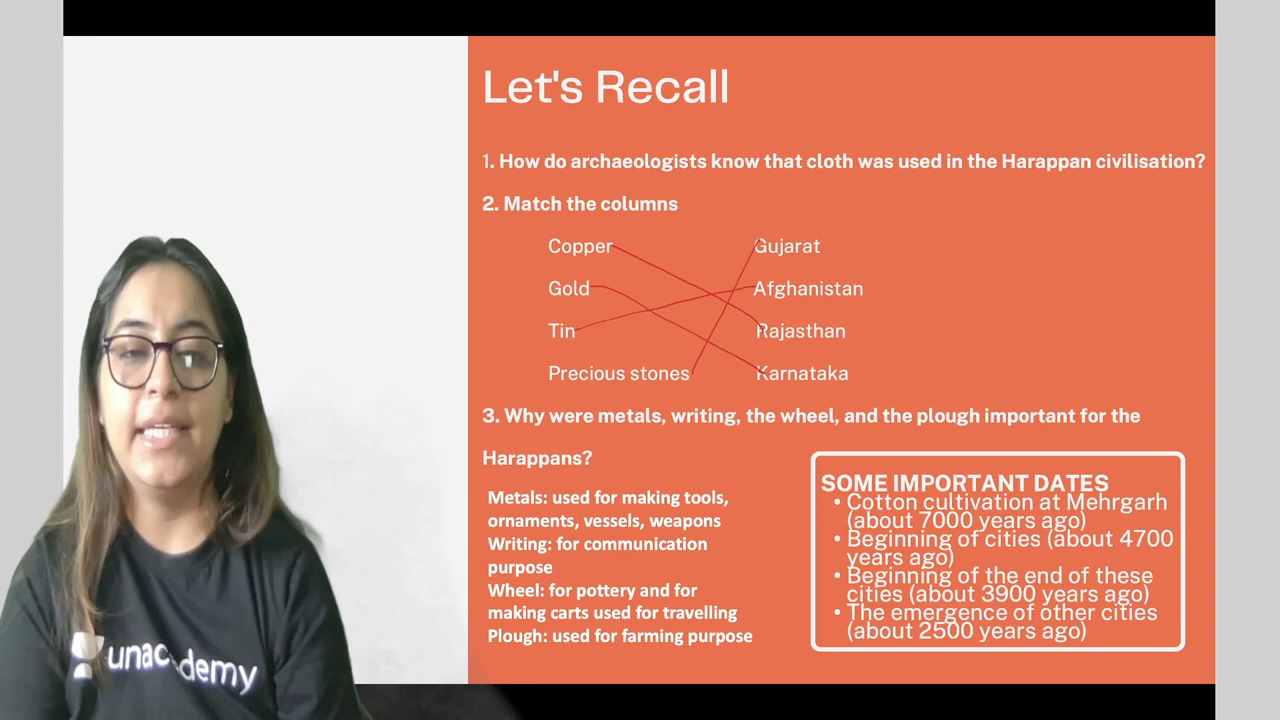 Let's Recall
1. How do archaeologists know that cloth was used in the Harappan civilisation?
2. Match the columns
Copper Gujarat
Gold Afghanistan
Tin Rajasthan
Precious stones Karnataka
3. Why were metals, writing, the wheel, and the plough important for the
Harappans?
Metals: used for making tools,
ornaments, vessels, weapons
Writing: for communication
purpose
Wheel: for pottery and for
making carts used for travelling
Plough: used for farming purpose
SOME IMPORTANT DATES
• Cotton cultivation at Mehrgarh
(about 7000 years ago)
• Beginning of cities (about 4700
years ago)
• Beginning of the end of these
cities (about 3900 years ago)
• The emergence of other cities
(about 2500 years ago)
unacademy